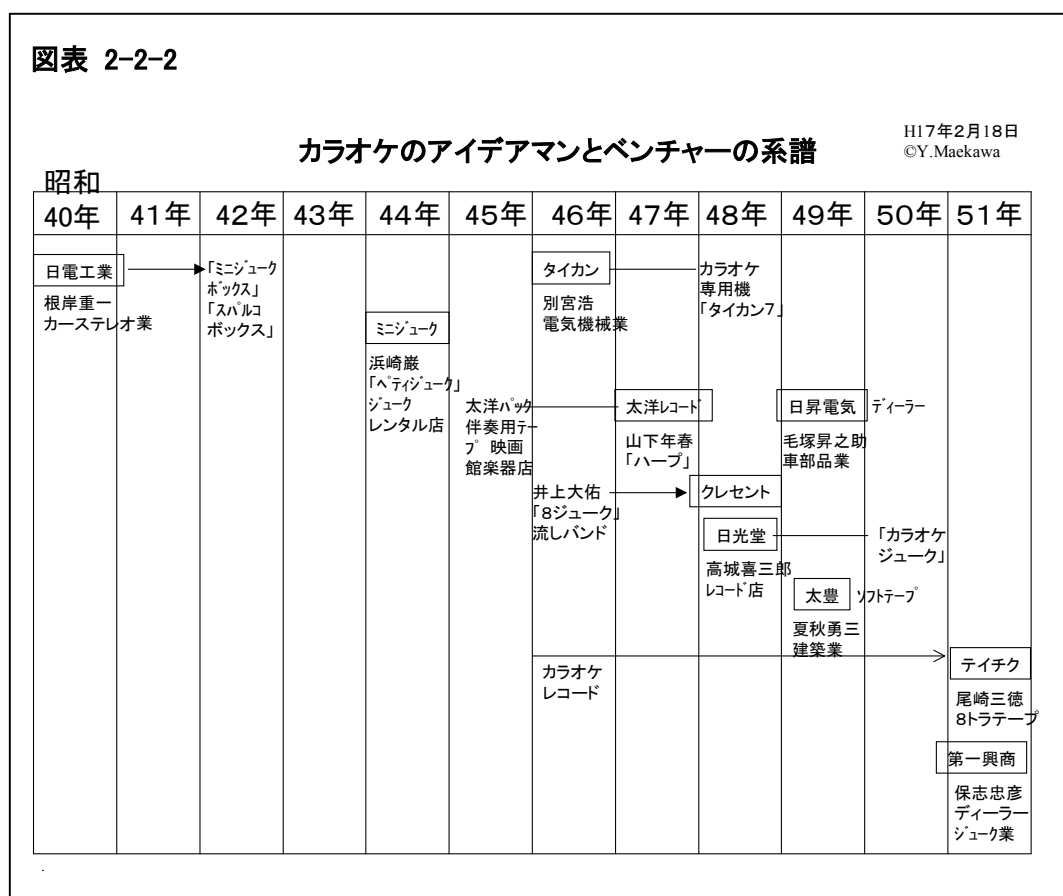 図表 2-2-2
H17年2月18日
©Y.Maekawa
カラオケのアイデアマンとベンチャーの系譜
昭和
40年 41年 42年 43年 44年 45年 46年 47年 48年 49年 50年 51年
日電工業
根岸重一
カーステレオ業
「ミニジューク
ボックス」
「スパルコ
ボックス」
ミニジューク
浜崎巌
「ペティジューク」
ジューク
レンタル店
太洋パック
伴奏用テー
プ 映画
館楽器店
タイカン
別宮浩
電気機械業
カラオケ
専用機
「タイカン7」
太洋レコード
山下年春
「ハープ」
日昇電気 ディーラー
毛塚昇之助
車部品業
井上大佑
「8ジューク」
流しバンド
クレセント
日光堂
高城喜三郎
レコード店
「カラオケ
ジューク」
太豊 ソフトテープ
夏秋勇三
建築業
カラオケ
レコード
テイチク
尾崎三徳
8トラテープ
第一興商
保志忠彦
ディーラー
ジューク業